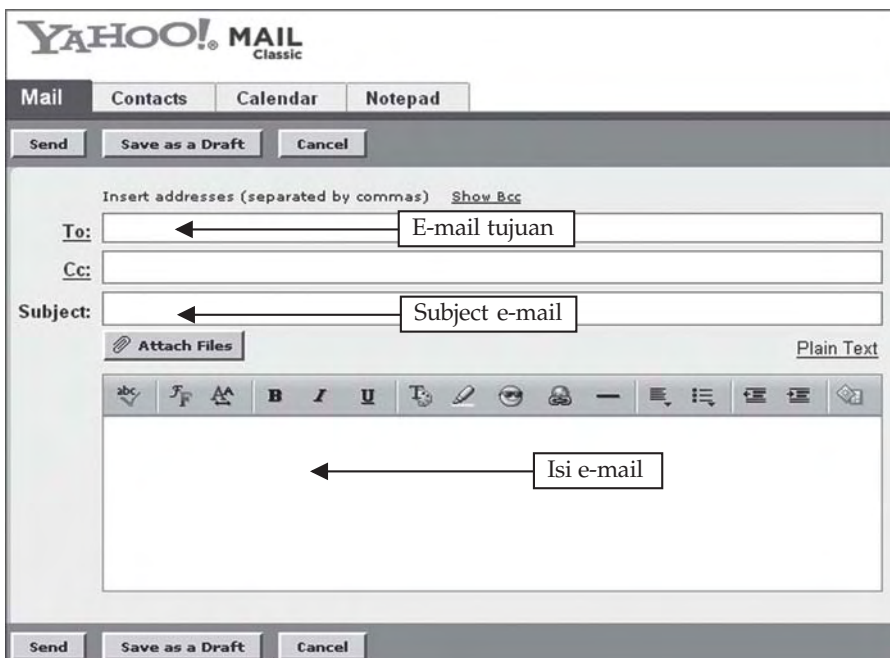 YAHOO!® MAIL
Classic
Mail Contacts Calendar Notepad
Send Save as a Draft Cancel
Insert addresses (separated by commas) Show Bcc
To: E-mail tujuan
Cc:
Subject: Subject e-mail
Attach Files Plain Text
abc B I U
Isi e-mail
Send Save as a Draft Cancel